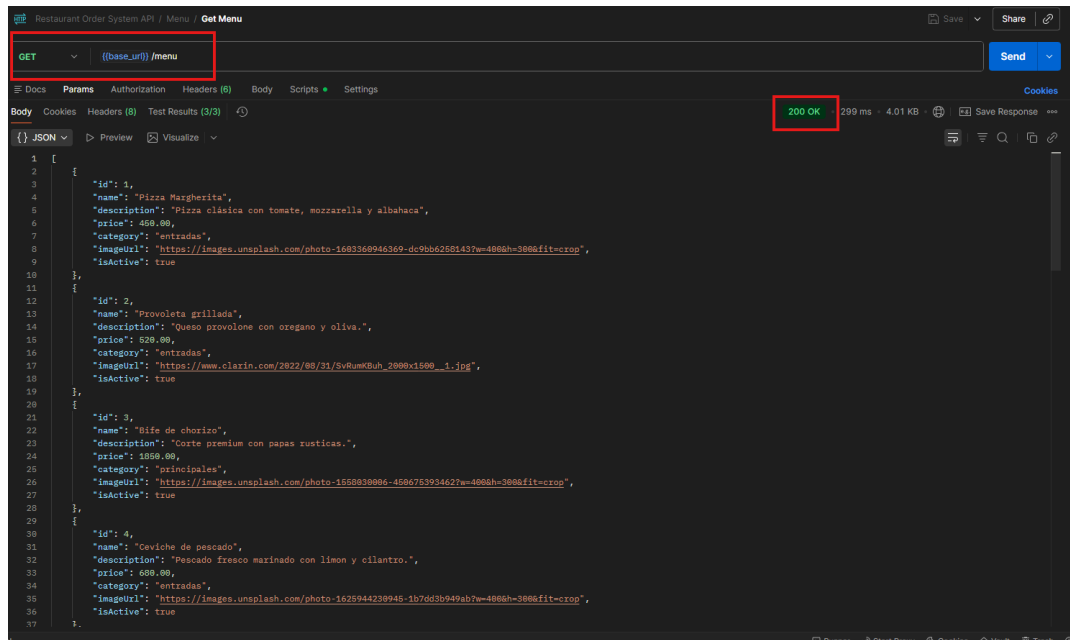 HTTP Restaurant Order System API / Menu / Get Menu Save Share
GET {{base_url}} /menu Send
Docs Params Authorization Headers (6) Body Scripts Settings Cookies
Body Cookies Headers (8) Test Results (3/3) 200 OK 299 ms 4.01 KB Save Response
{} JSON Preview Visualize
1 [
2 {
3 "id": 1,
4 "name": "Pizza Margherita",
5 "description": "Pizza clásica con tomate, mozzarella y albahaca",
6 "price": 450.00,
7 "category": "entradas",
8 "imageUrl": "https://images.unsplash.com/photo-1603360946369-dc9bb6258143?w=400&h=300&fit=crop",
9 "isActive": true
10 },
11 {
12 "id": 2,
13 "name": "Provoleta grillada",
14 "description": "Queso provolone con oregano y oliva.",
15 "price": 520.00,
16 "category": "entradas",
17 "imageUrl": "https://www.clarin.com/2022/08/31/SvRumKBuh_2000x1500__1.jpg",
18 "isActive": true
19 },
20 {
21 "id": 3,
22 "name": "Bife de chorizo",
23 "description": "Corte premium con papas rusticas.",
24 "price": 1850.00,
25 "category": "principales",
26 "imageUrl": "https://images.unsplash.com/photo-1558030006-450675393462?w=400&h=300&fit=crop",
27 "isActive": true
28 },
29 {
30 "id": 4,
31 "name": "Ceviche de pescado",
32 "description": "Pescado fresco marinado con limon y cilantro.",
33 "price": 680.00,
34 "category": "entradas",
35 "imageUrl": "https://images.unsplash.com/photo-1625944230945-1b7dd3b949ab?w=400&h=300&fit=crop",
36 "isActive": true
37 },